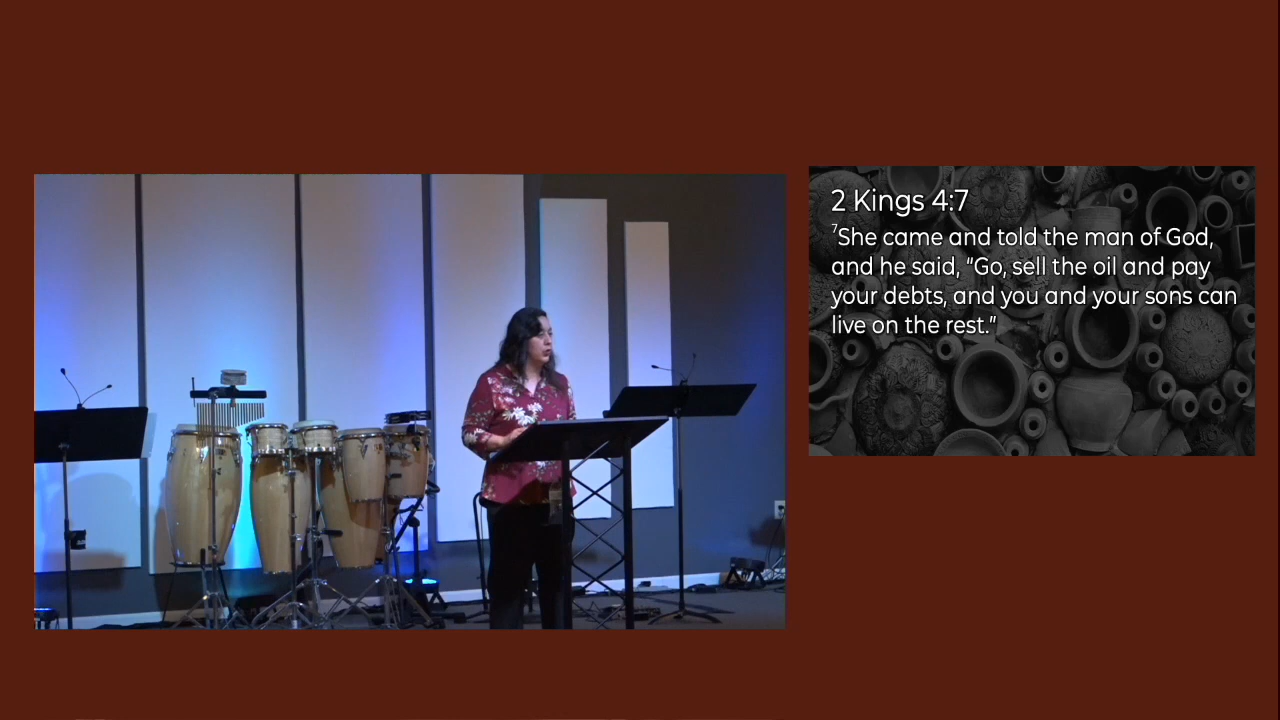 2 Kings 4:7
⁷She came and told the man of God,
and he said, “Go, sell the oil and pay
your debts, and you and your sons can
live on the rest.”